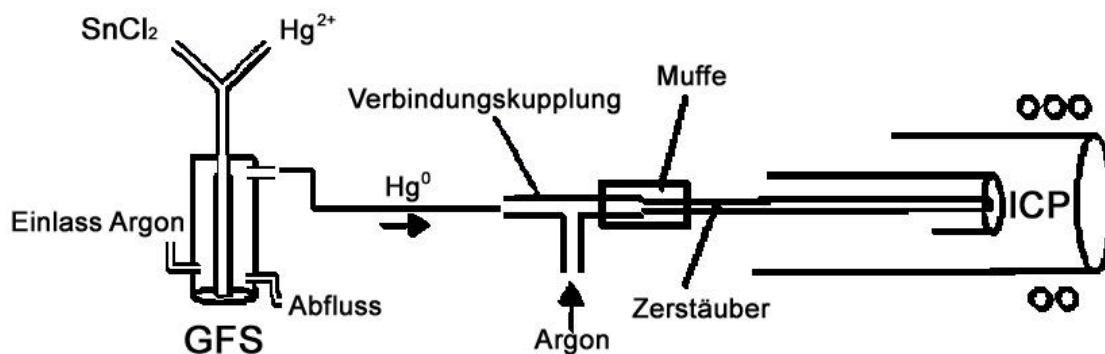 SnCl₂
Hg²⁺
Muffe
Verbindungskupplung
Hg⁰
ICP
Einlass Argon
Abfluss
Zerstäuber
Argon
GFS